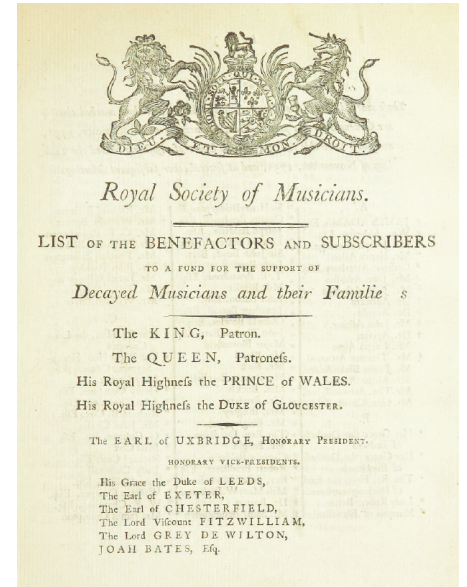 QUI
DIEU ET MON DROIT.
Royal Society of Musicians.
LIST OF THE BENEFACTORS AND SUBSCRIBERS
TO A FUND FOR THE SUPPORT OF
Decayed Musicians and their Familie s
The KING, Patron.
The QUEEN, Patroneſs.
His Royal Highneſs the PRINCE of WALES.
His Royal Highneſs the DUKE of GLOUCESTER.
The EARL of UXBRIDGE, HONORARY PRESIDENT.
HONORARY VICE-PRESIDENTS.
His Grace the Duke of LEEDS,
The Earl of EXETER,
The Earl of CHESTERFIELD,
The Lord Viſcount FITZWILLIAM,
The Lord GREY DE WILTON,
JOAH BATES, Eſq.